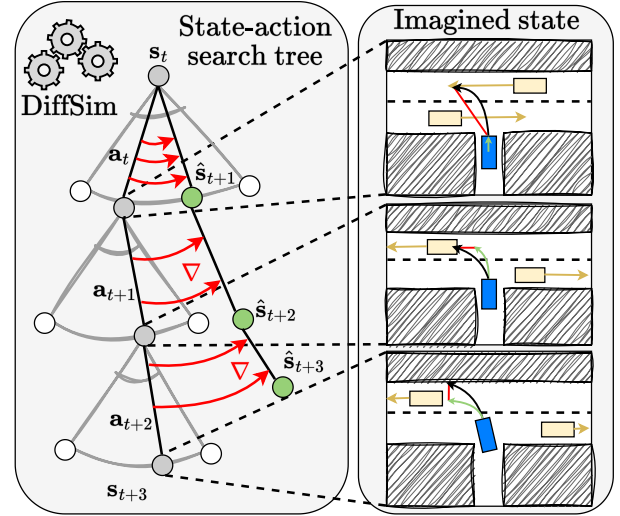 State-action
search tree
DiffSim
s_t
a_t
ŝ_{t+1}
a_{t+1}
∇
ŝ_{t+2}
ŝ_{t+3}
∇
a_{t+2}
s_{t+3}
Imagined state